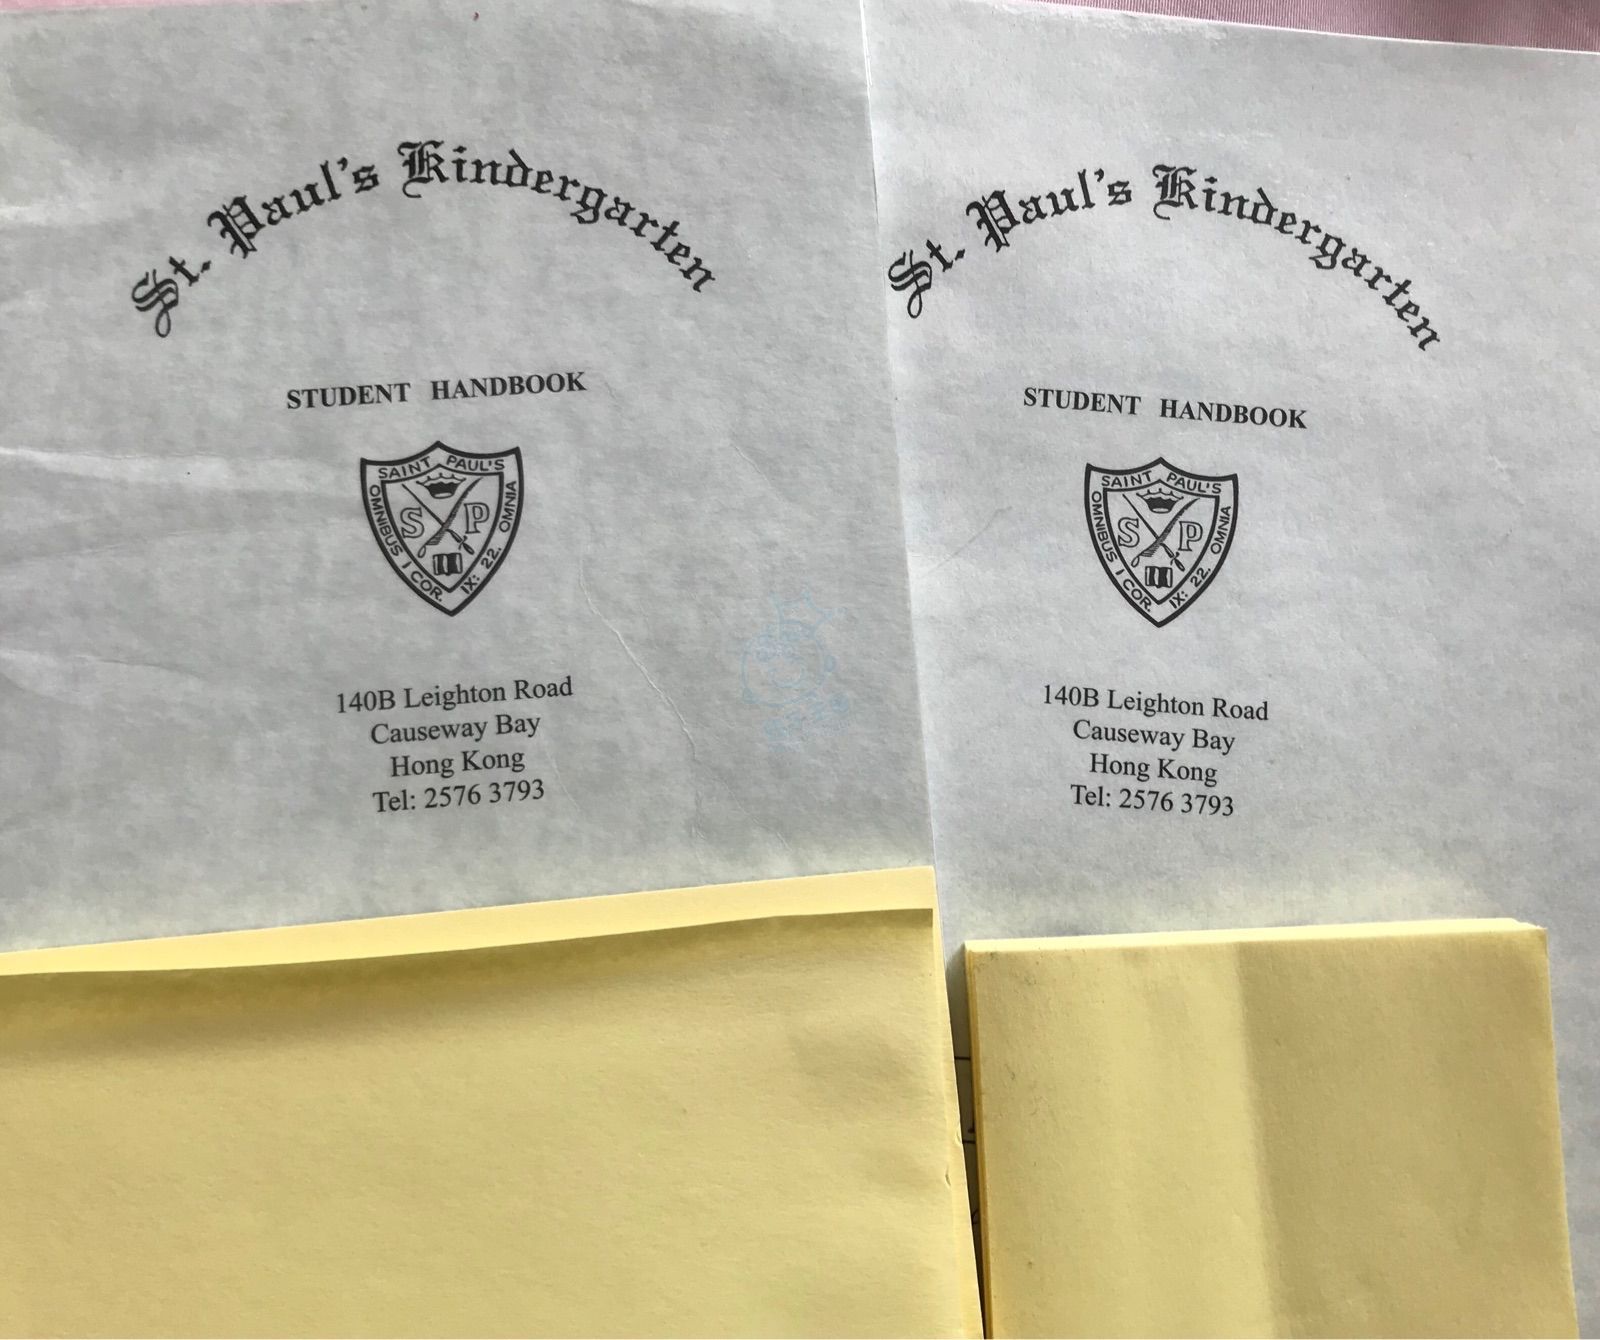 St. Paul's Kindergarten
STUDENT HANDBOOK
SAINT PAUL'S
OMNIBUS I COR. IX: 22. OMNIA
S P
140B Leighton Road
Causeway Bay
Hong Kong
Tel: 2576 3793
St. Paul's Kindergarten
STUDENT HANDBOOK
SAINT PAUL'S
OMNIBUS I COR. IX: 22. OMNIA
S P
140B Leighton Road
Causeway Bay
Hong Kong
Tel: 2576 3793